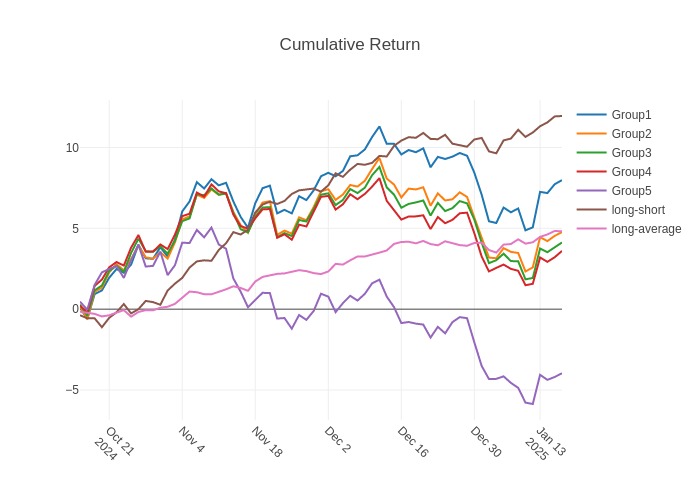 Cumulative Return
10
5
0
−5
Oct 21
2024
Nov 4
Nov 18
Dec 2
Dec 16
Dec 30
Jan 13
2025
Group1
Group2
Group3
Group4
Group5
long-short
long-average